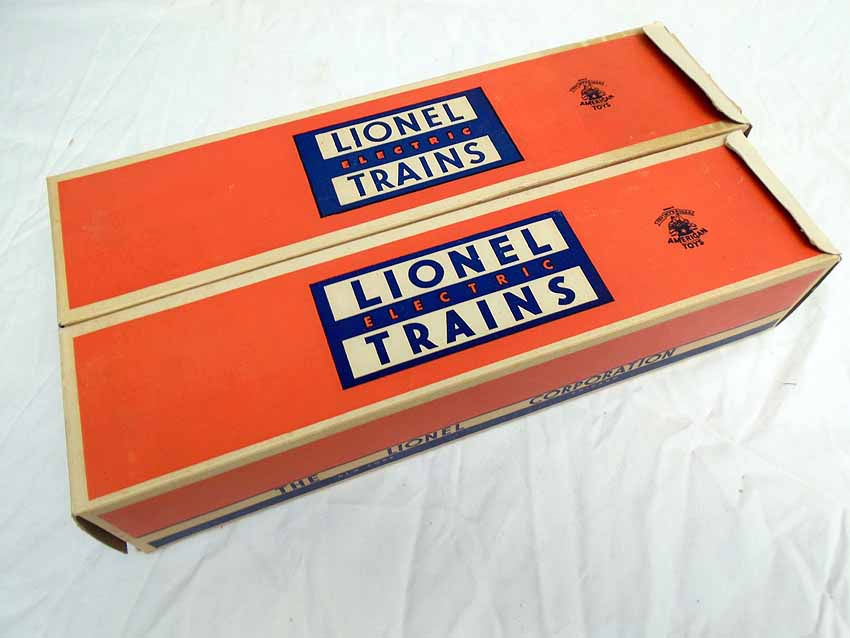 LIONEL
ELECTRIC
TRAINS
AMERICAN
TOYS
LIONEL
ELECTRIC
TRAINS
AMERICAN
TOYS
THE LIONEL CORPORATION